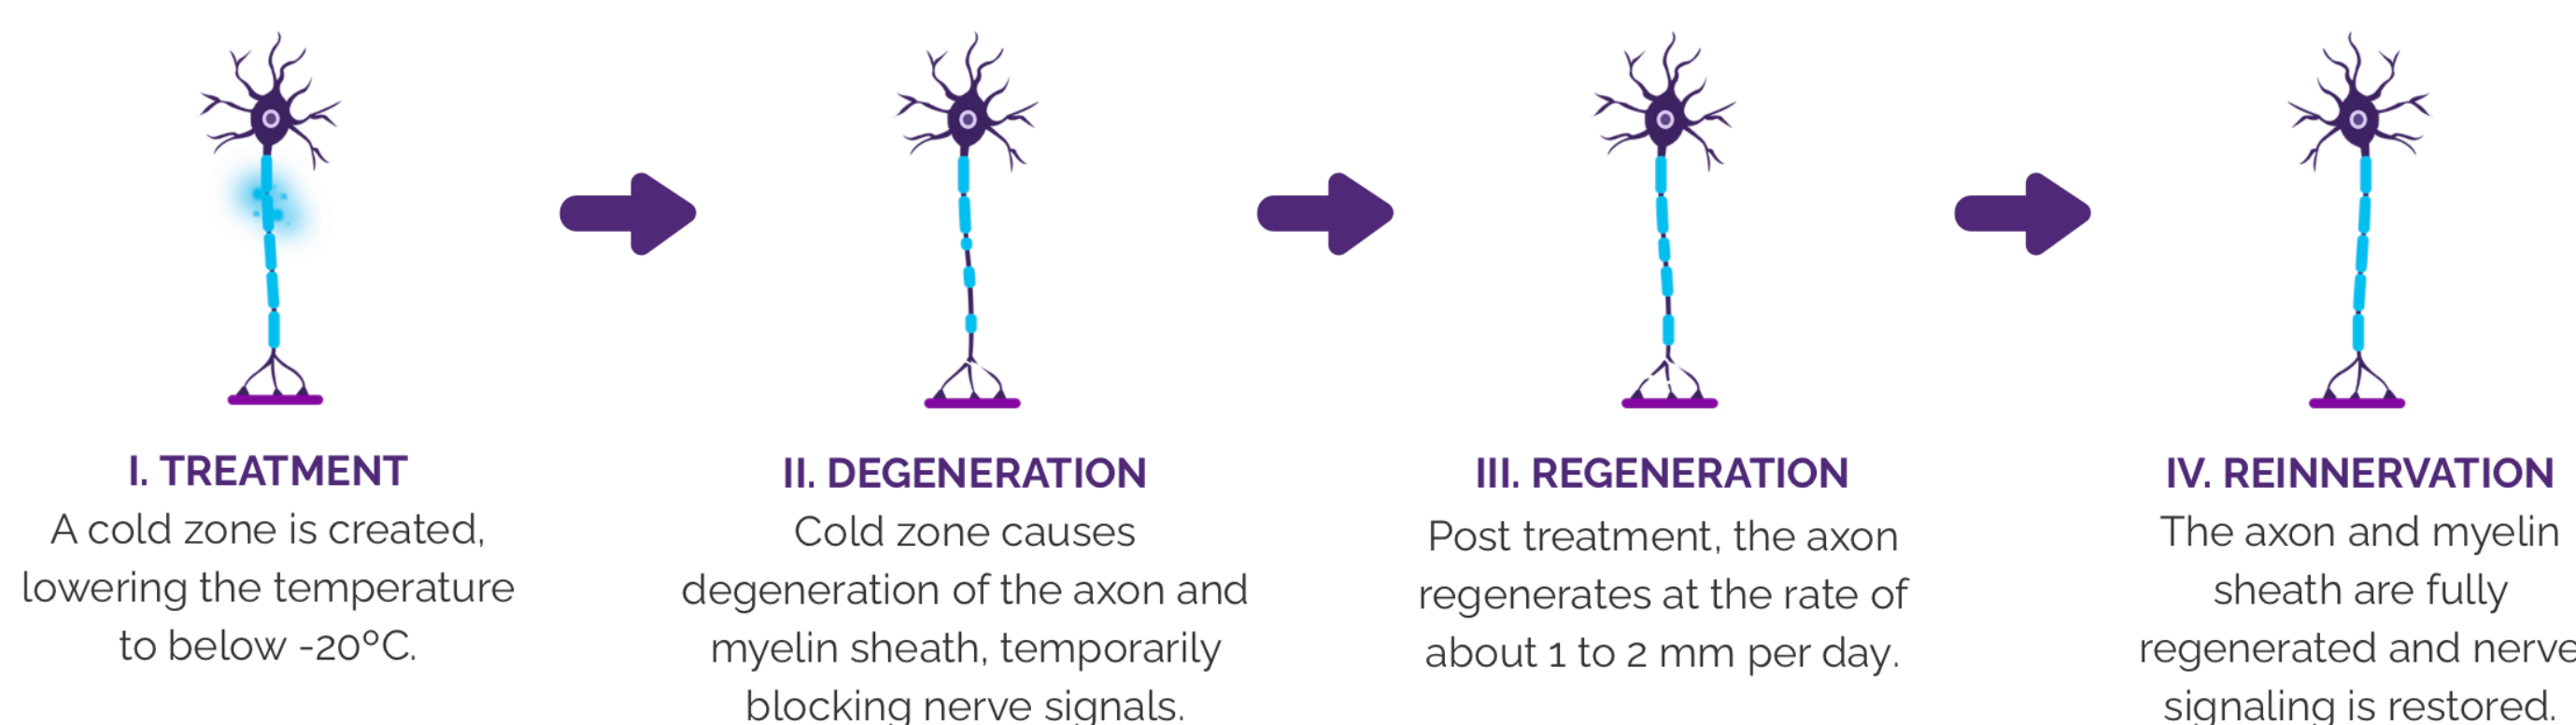 I. TREATMENT
A cold zone is created,
lowering the temperature
to below -20ºC.
II. DEGENERATION
Cold zone causes
degeneration of the axon and
myelin sheath, temporarily
blocking nerve signals.
III. REGENERATION
Post treatment, the axon
regenerates at the rate of
about 1 to 2 mm per day.
IV. REINNERVATION
The axon and myelin
sheath are fully
regenerated and nerve
signaling is restored.